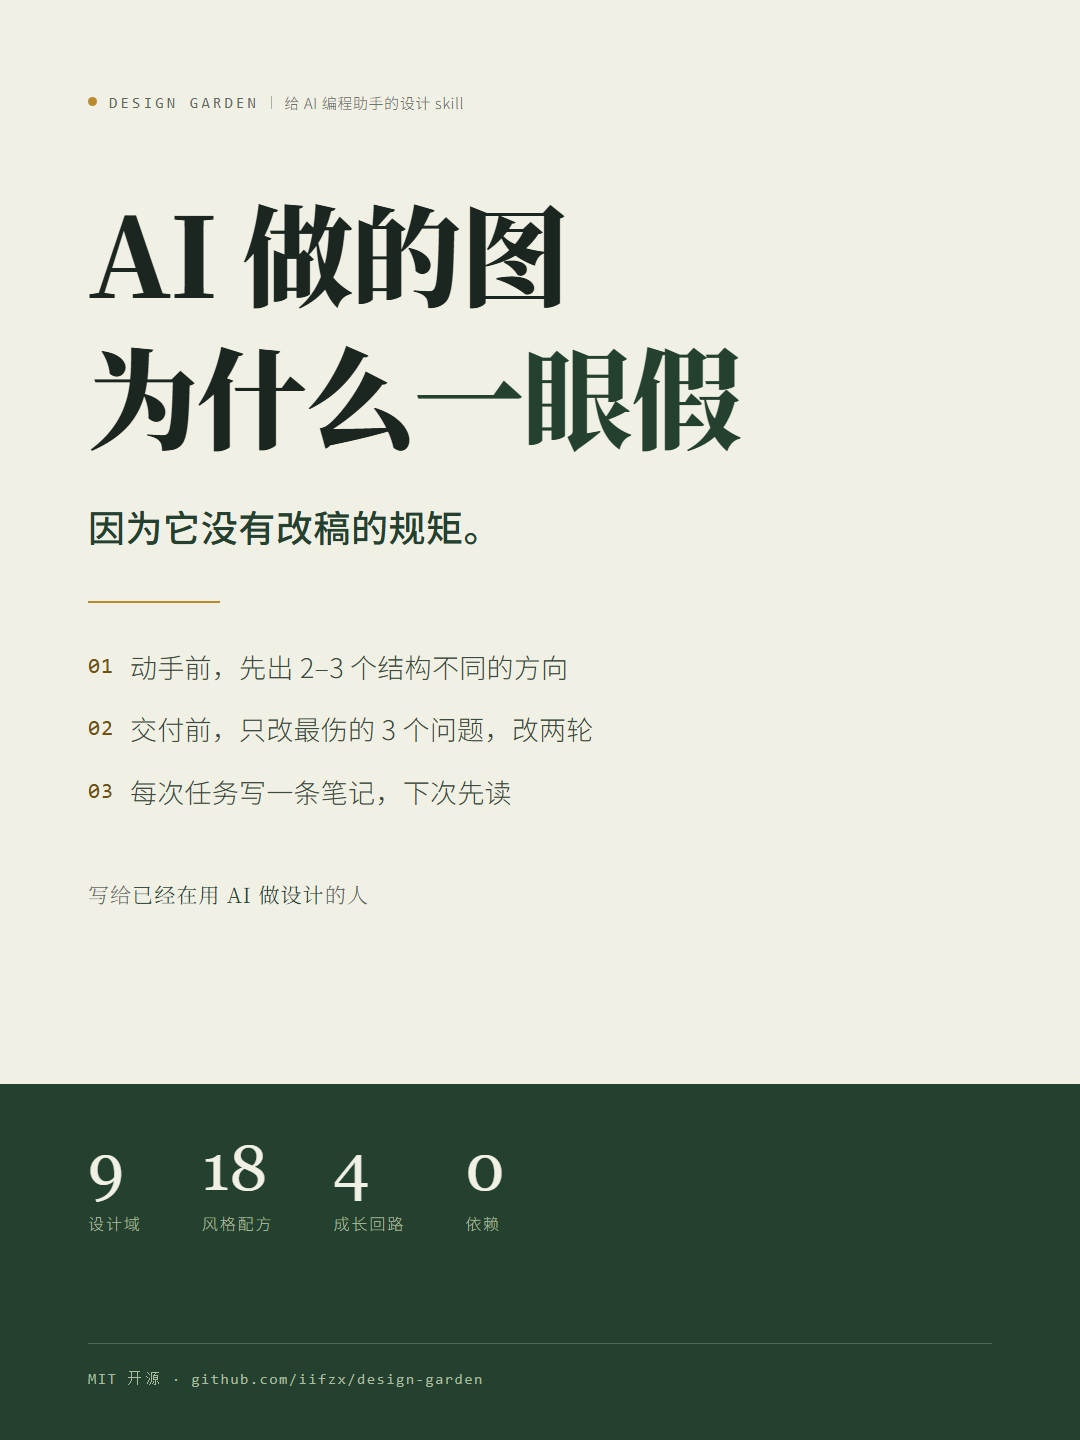 DESIGN GARDEN | 给 AI 编程助手的设计 skill
AI 做的图
为什么一眼假
因为它没有改稿的规矩。
01 动手前，先出 2–3 个结构不同的方向
02 交付前，只改最伤的 3 个问题，改两轮
03 每次任务写一条笔记，下次先读
写给已经在用 AI 做设计的人
9 18 4 0
设计域 风格配方 成长回路 依赖
MIT 开源 · github.com/iifzx/design-garden